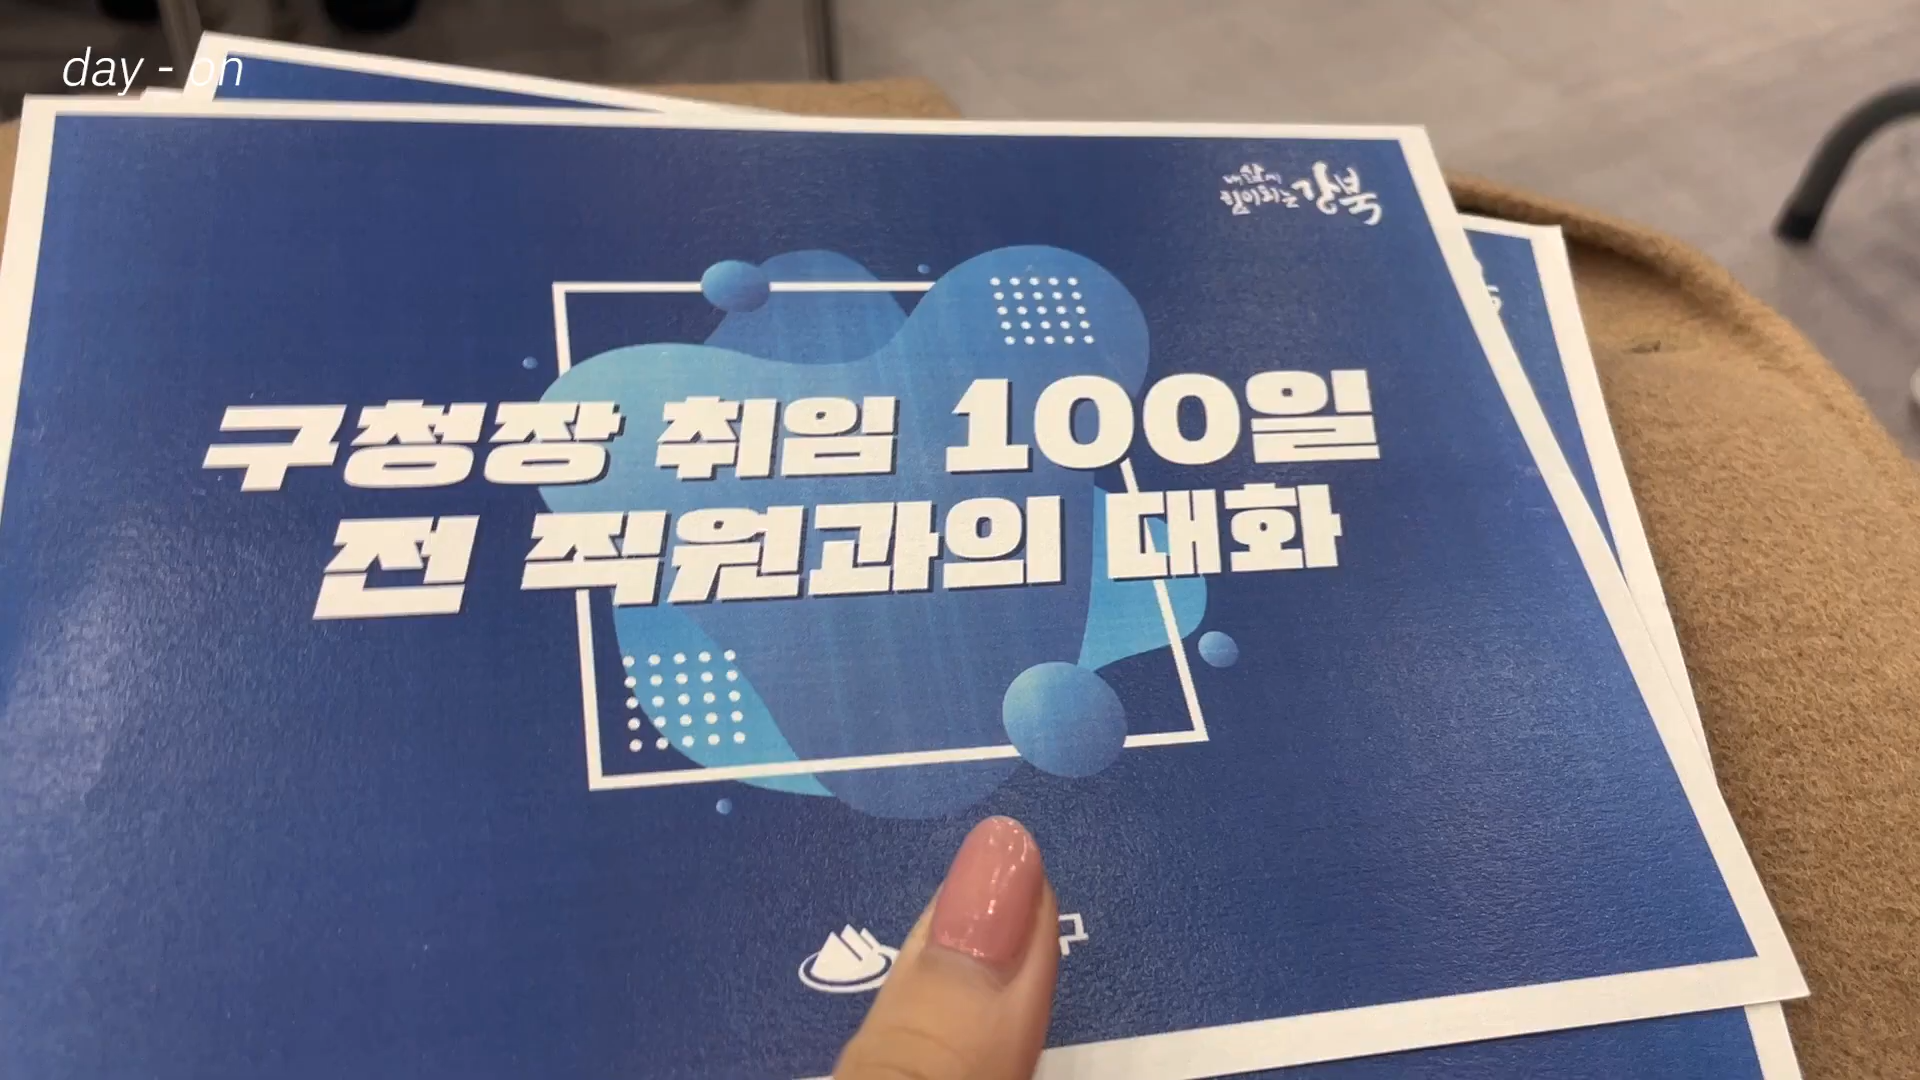 day - on
내 삶에
힘이 되는 강북
구청장 취임 100일
전 직원과의 대화
구